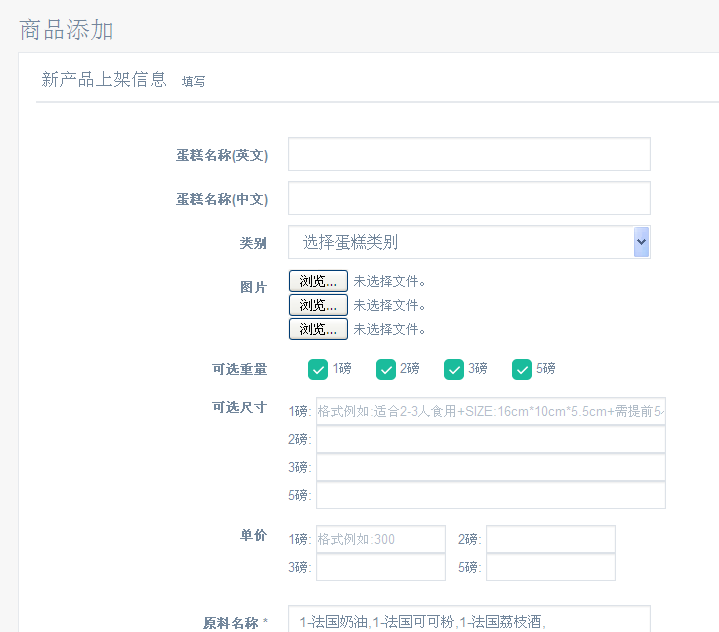 商品添加
新产品上架信息 填写
蛋糕名称(英文)
蛋糕名称(中文)
类别 选择蛋糕类别
图片 浏览... 未选择文件。
浏览... 未选择文件。
浏览... 未选择文件。
可选重量 1磅 2磅 3磅 5磅
可选尺寸 1磅: 格式例如:适合2-3人食用+SIZE:16cm*10cm*5.5cm+需提前5
2磅:
3磅:
5磅:
单价 1磅: 格式例如:300 2磅:
3磅: 5磅:
原料名称 * 1-法国奶油,1-法国可可粉,1-法国荔枝酒,